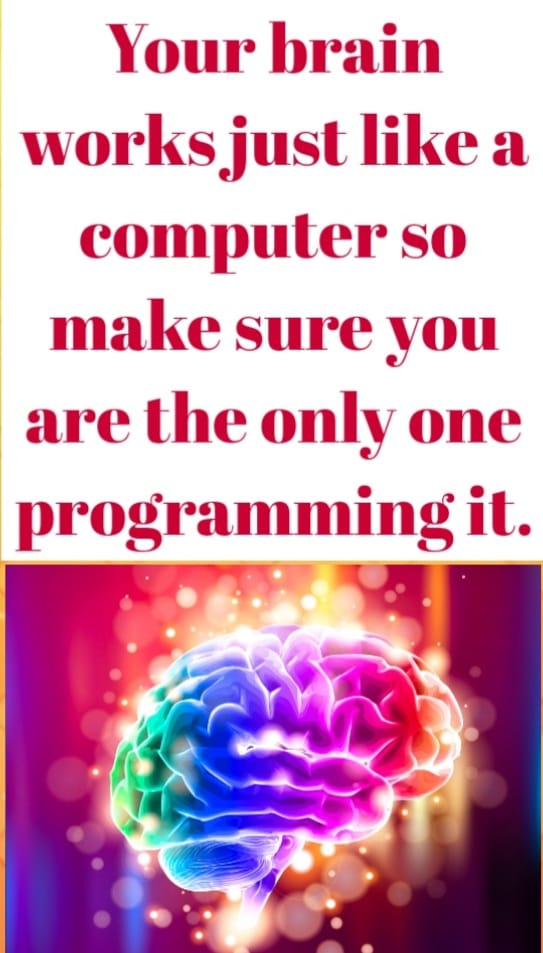 Your brain
works just like a
computer so
make sure you
are the only one
programming it.